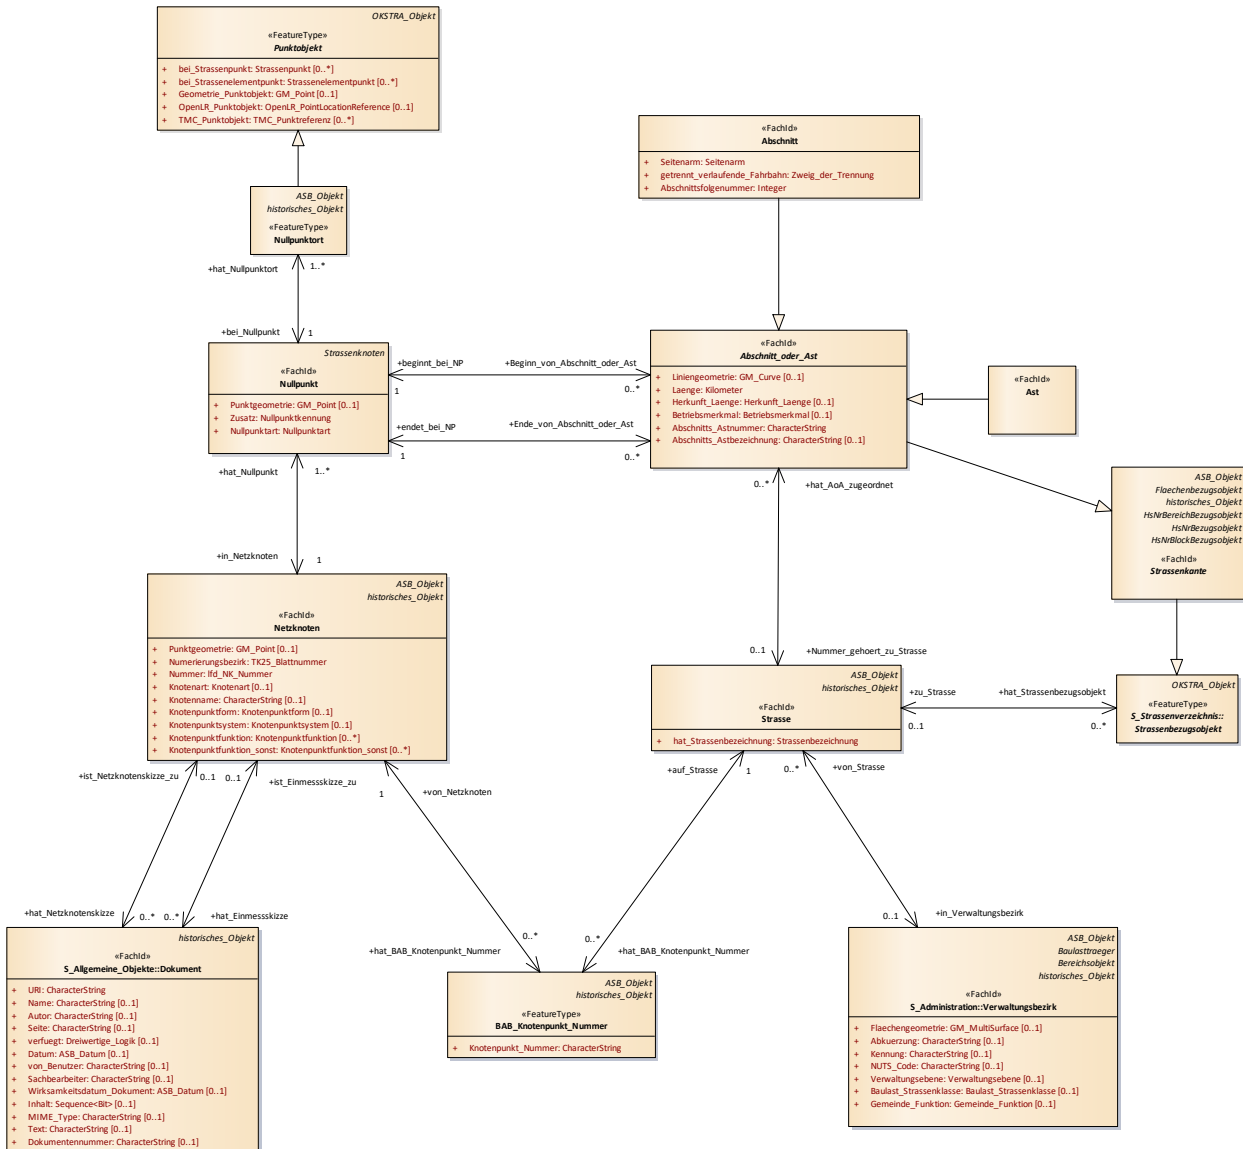 OKSTRA_Objekt
«FeatureType»
Punktobjekt
+ bei_Strassenpunkt: Strassenpunkt [0..*]
+ bei_Strassenelementpunkt: Strassenelementpunkt [0..*]
+ Geometrie_Punktobjekt: GM_Point [0..1]
+ OpenLR_Punktobjekt: OpenLR_PointLocationReference [0..1]
+ TMC_Punktobjekt: TMC_Punktreferenz [0..*]
«FachId»
Abschnitt
+ Seitenarm: Seitenarm
+ getrennt_verlaufende_Fahrbahn: Zweig_der_Trennung
+ Abschnittsfolgenummer: Integer
ASB_Objekt
historisches_Objekt
«FeatureType»
Nullpunktort
+hat_Nullpunktort
1..*
+bei_Nullpunkt
1
Strassenknoten
«FachId»
Nullpunkt
+ Punktgeometrie: GM_Point [0..1]
+ Zusatz: Nullpunktkennung
+ Nullpunktart: Nullpunktart
+beginnt_bei_NP
+Beginn_von_Abschnitt_oder_Ast
1
0..*
+endet_bei_NP
+Ende_von_Abschnitt_oder_Ast
1
0..*
«FachId»
Abschnitt_oder_Ast
+ Liniengeometrie: GM_Curve [0..1]
+ Laenge: Kilometer
+ Herkunft_Laenge: Herkunft_Laenge [0..1]
+ Betriebsmerkmal: Betriebsmerkmal [0..1]
+ Abschnitts_Astnummer: CharacterString
+ Abschnitts_Astbezeichnung: CharacterString [0..1]
«FachId»
Ast
+hat_Nullpunkt
1..*
0..*
+hat_AoA_zugeordnet
ASB_Objekt
Flaechenbezugsobjekt
historisches_Objekt
HsNrBereichBezugsobjekt
HsNrBezugsobjekt
HsNrBlockBezugsobjekt
«FachId»
Strassenkante
+in_Netzknoten
1
ASB_Objekt
historisches_Objekt
«FachId»
Netzknoten
+ Punktgeometrie: GM_Point [0..1]
+ Numerierungsbezirk: TK25_Blattnummer
+ Nummer: lfd_NK_Nummer
+ Knotenart: Knotenart [0..1]
+ Knotenname: CharacterString [0..1]
+ Knotenpunktform: Knotenpunktform [0..1]
+ Knotenpunktsystem: Knotenpunktsystem [0..1]
+ Knotenpunktfunktion: Knotenpunktfunktion [0..*]
+ Knotenpunktfunktion_sonst: Knotenpunktfunktion_sonst [0..*]
0..1
+Nummer_gehoert_zu_Strasse
ASB_Objekt
historisches_Objekt
«FachId»
Strasse
+ hat_Strassenbezeichnung: Strassenbezeichnung
+zu_Strasse
+hat_Strassenbezugsobjekt
0..1
0..*
OKSTRA_Objekt
«FeatureType»
S_Strassenverzeichnis::
Strassenbezugsobjekt
+ist_Netzknotenskizze_zu
0..1
0..1
+ist_Einmessskizze_zu
1
+von_Netzknoten
+auf_Strasse
1
0..*
+von_Strasse
+hat_Netzknotenskizze
0..*
0..*
+hat_Einmessskizze
+hat_BAB_Knotenpunkt_Nummer
0..*
0..*
+hat_BAB_Knotenpunkt_Nummer
0..1
+in_Verwaltungsbezirk
historisches_Objekt
«FachId»
S_Allgemeine_Objekte::Dokument
+ URI: CharacterString
+ Name: CharacterString [0..1]
+ Autor: CharacterString [0..1]
+ Seite: CharacterString [0..1]
+ verfuegt: Dreiwertige_Logik [0..1]
+ Datum: ASB_Datum [0..1]
+ von_Benutzer: CharacterString [0..1]
+ Sachbearbeiter: CharacterString [0..1]
+ Wirksamkeitsdatum_Dokument: ASB_Datum [0..1]
+ Inhalt: Sequence<Bit> [0..1]
+ MIME_Type: CharacterString [0..1]
+ Text: CharacterString [0..1]
+ Dokumentennummer: CharacterString [0..1]
ASB_Objekt
historisches_Objekt
«FeatureType»
BAB_Knotenpunkt_Nummer
+ Knotenpunkt_Nummer: CharacterString
ASB_Objekt
Baulasttraeger
Bereichsobjekt
historisches_Objekt
«FachId»
S_Administration::Verwaltungsbezirk
+ Flaechengeometrie: GM_MultiSurface [0..1]
+ Abkuerzung: CharacterString [0..1]
+ Kennung: CharacterString [0..1]
+ NUTS_Code: CharacterString [0..1]
+ Verwaltungsebene: Verwaltungsebene [0..1]
+ Baulast_Strassenklasse: Baulast_Strassenklasse [0..1]
+ Gemeinde_Funktion: Gemeinde_Funktion [0..1]